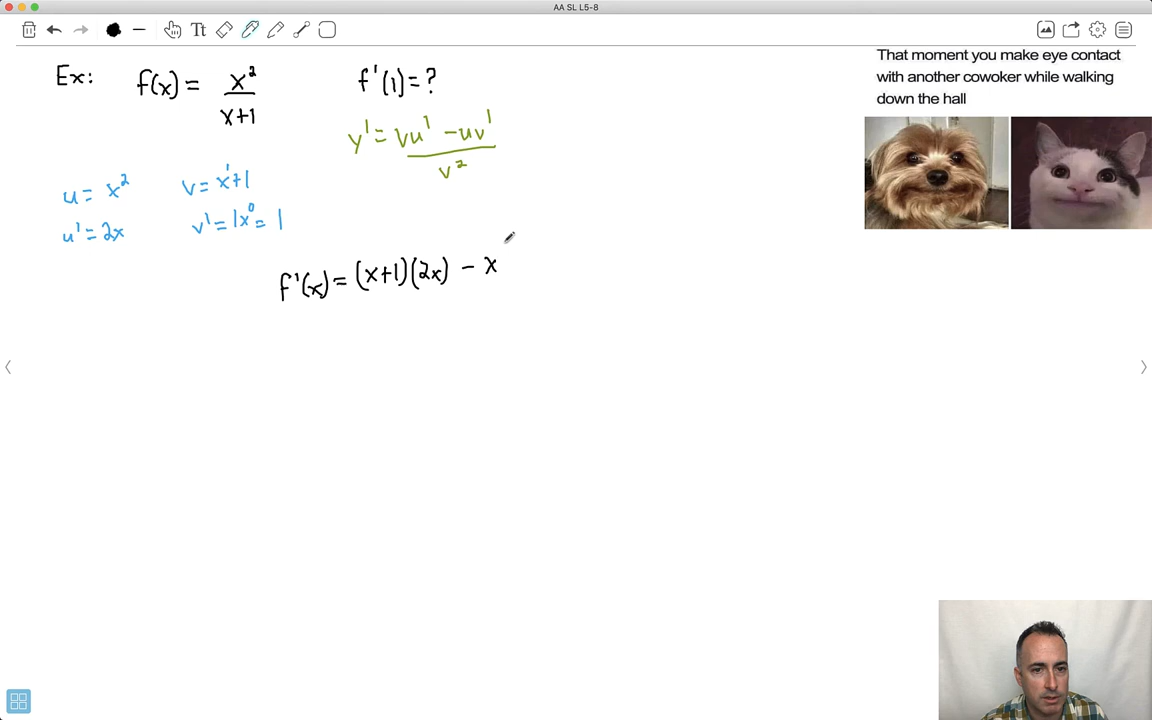 AA SL L5-8
Tt
Ex: f(x) = x²/x+1 f'(1) = ?
y' = vu' - uv'/v²
u = x² v = x¹+1
u' = 2x v' = 1x⁰ = 1
f'(x) = (x+1)(2x) - x
That moment you make eye contact
with another cowoker while walking
down the hall